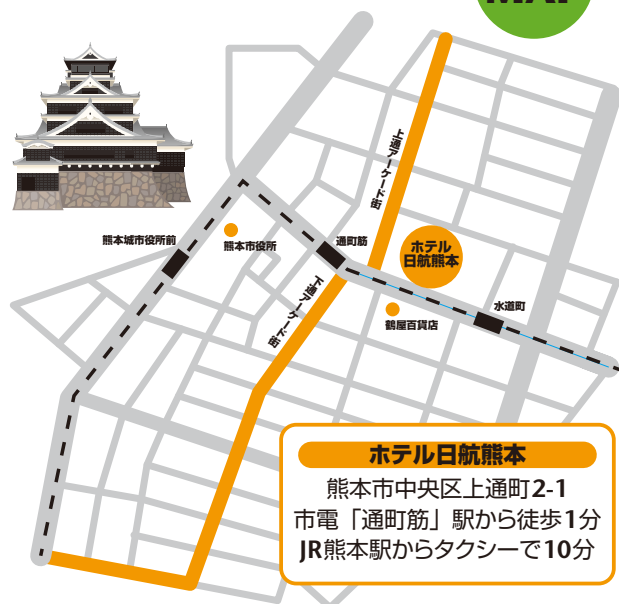 MAP
上通アーケード街
熊本城市役所前
熊本市役所
通町筋
ホテル
日航熊本
下通アーケード街
鶴屋百貨店
水道町
ホテル日航熊本
熊本市中央区上通町2-1
市電「通町筋」駅から徒歩1分
JR熊本駅からタクシーで10分